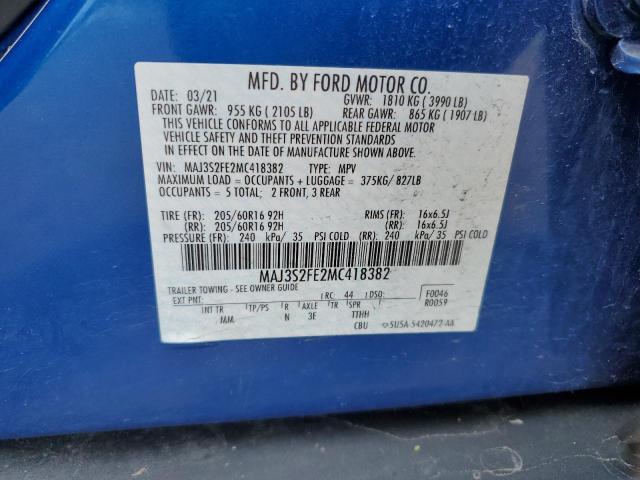 MFD. BY FORD MOTOR CO.
DATE: 03/21 GVWR: 1810 KG ( 3990 LB)
FRONT GAWR: 955 KG ( 2105 LB) REAR GAWR: 865 KG ( 1907 LB)
THIS VEHICLE CONFORMS TO ALL APPLICABLE FEDERAL MOTOR
VEHICLE SAFETY AND THEFT PREVENTION STANDARDS
IN EFFECT ON THE DATE OF MANUFACTURE SHOWN ABOVE.
VIN: MAJ3S2FE2MC418382 TYPE: MPV
MAXIMUM LOAD = OCCUPANTS + LUGGAGE = 375KG/ 827LB
OCCUPANTS = 5 TOTAL; 2 FRONT, 3 REAR
TIRE (FR): 205/60R16 92H RIMS (FR): 16x6.5J
(RR): 205/60R16 92H (RR): 16x6.5J
PRESSURE (FR): 240 kPa/ 35 PSI COLD (RR): 240 kPa/ 35 PSI COLD
MAJ3S2FE2MC418382
TRAILER TOWING - SEE OWNER GUIDE
EXT PNT: RC: 44 DSO: F0046
INT TR TP/PS R AXLE TR SPR R0059
MM N 3E TTHH
CBU 5U5A-5420472-AA